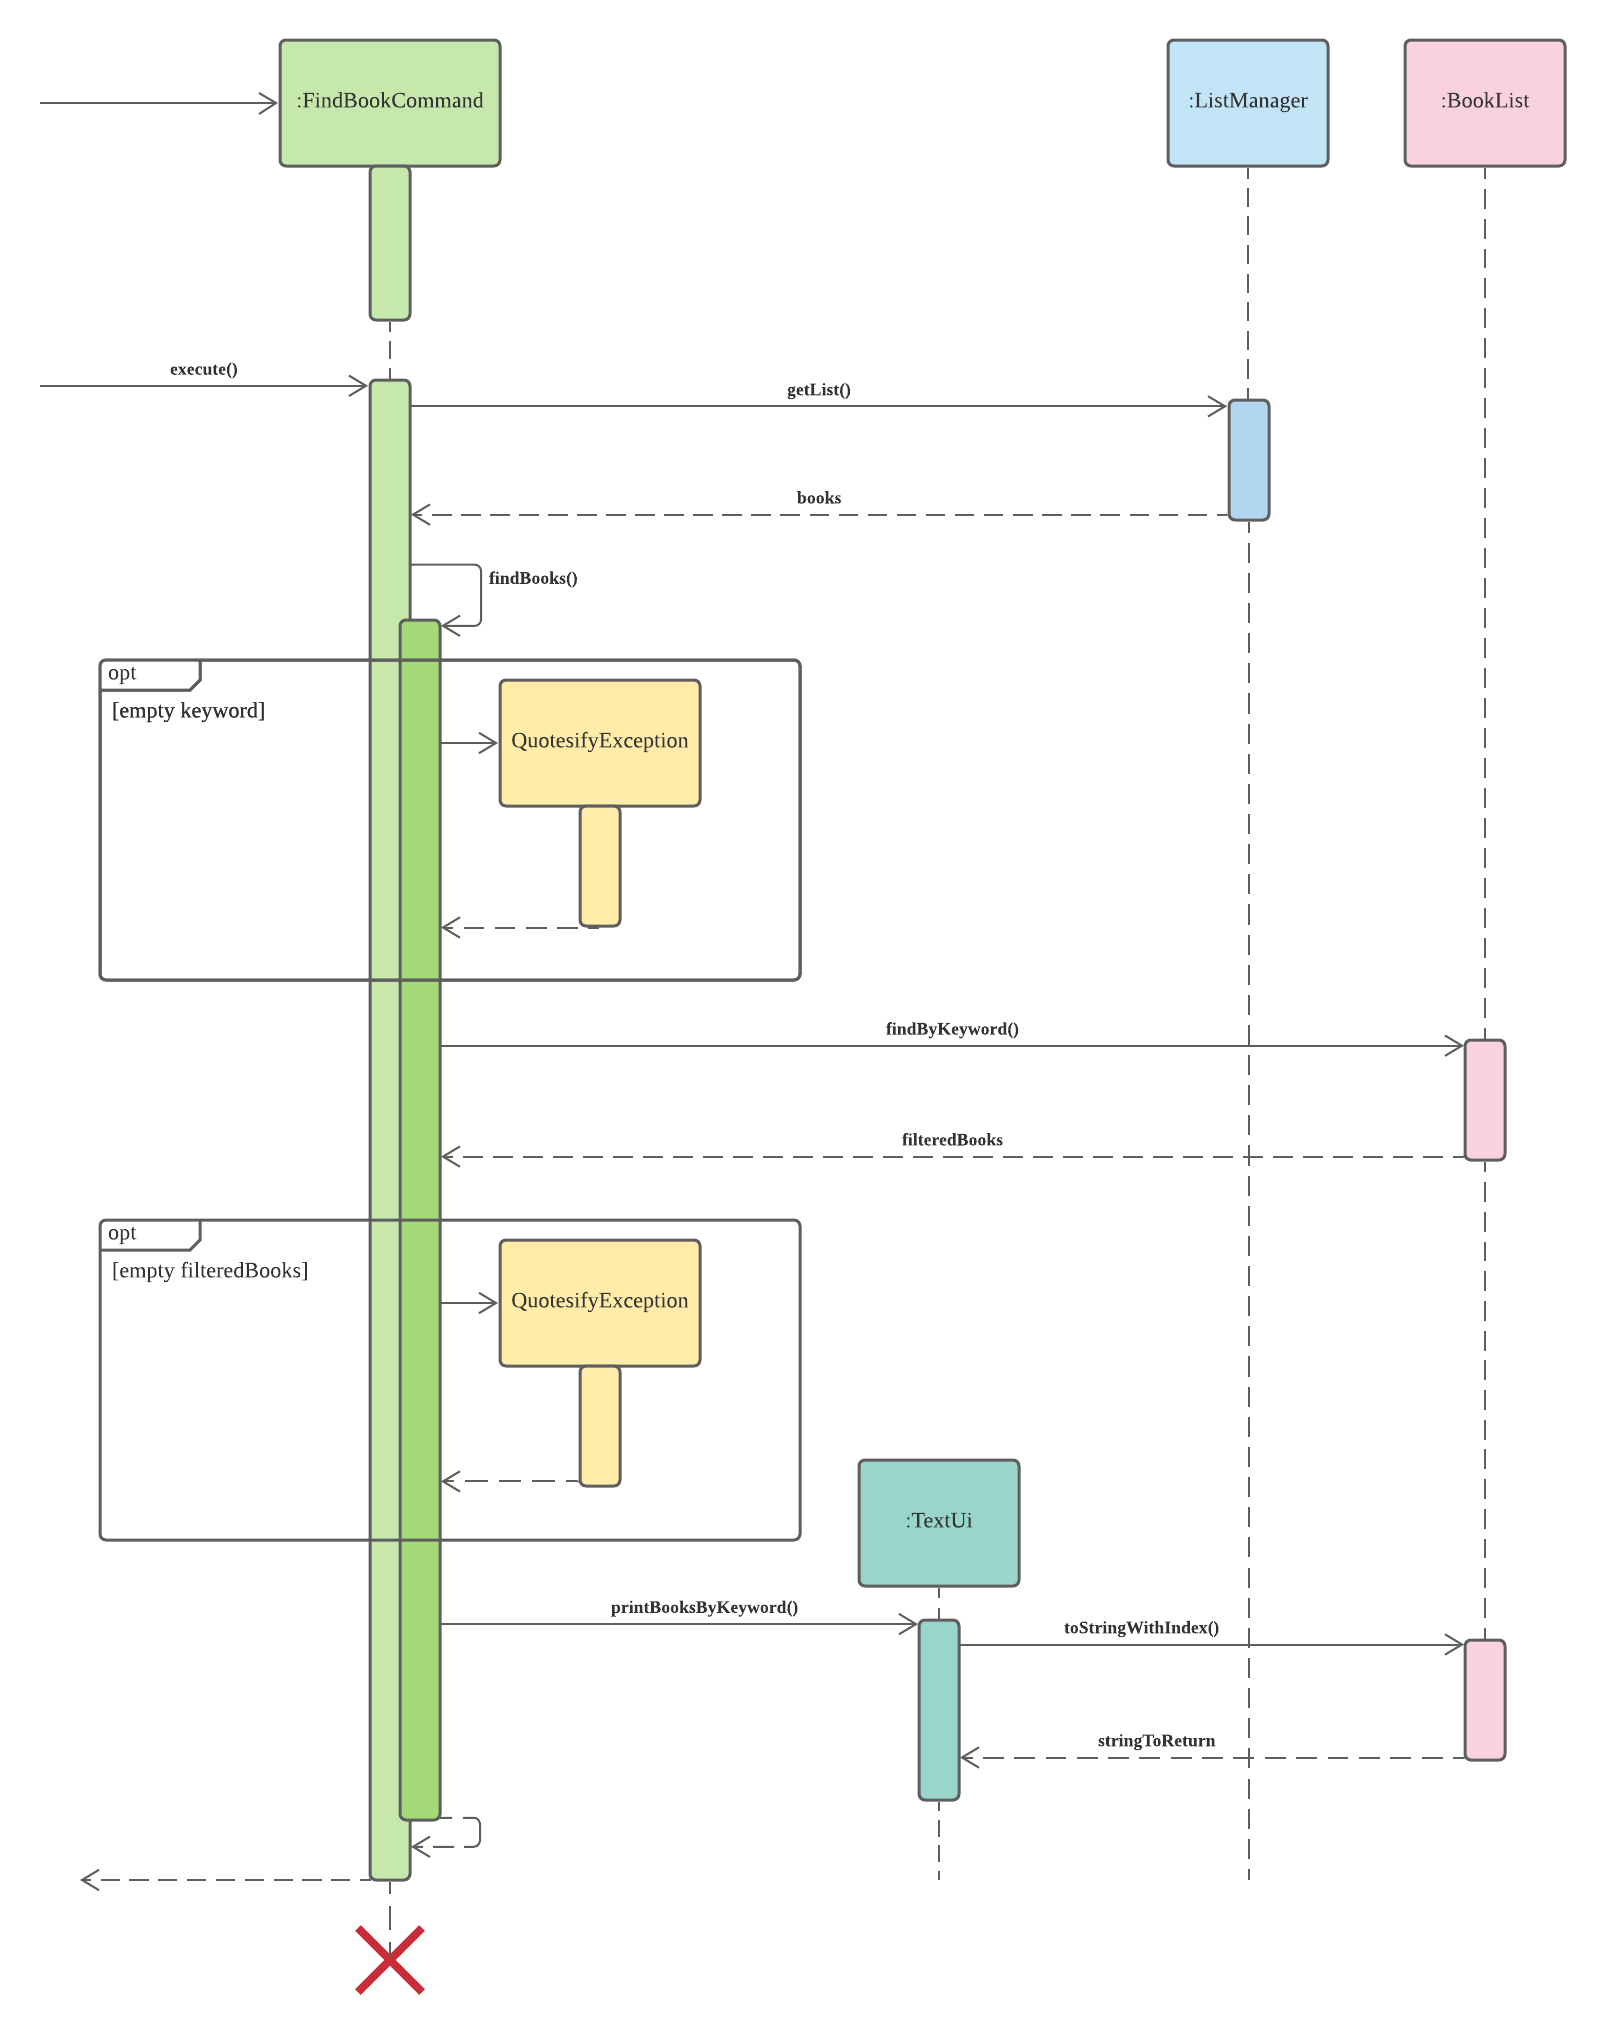 :FindBookCommand
:ListManager
:BookList
execute()
getList()
books
findBooks()
opt
[empty keyword]
QuotesifyException
findByKeyword()
filteredBooks
opt
[empty filteredBooks]
QuotesifyException
:TextUi
printBooksByKeyword()
toStringWithIndex()
stringToReturn